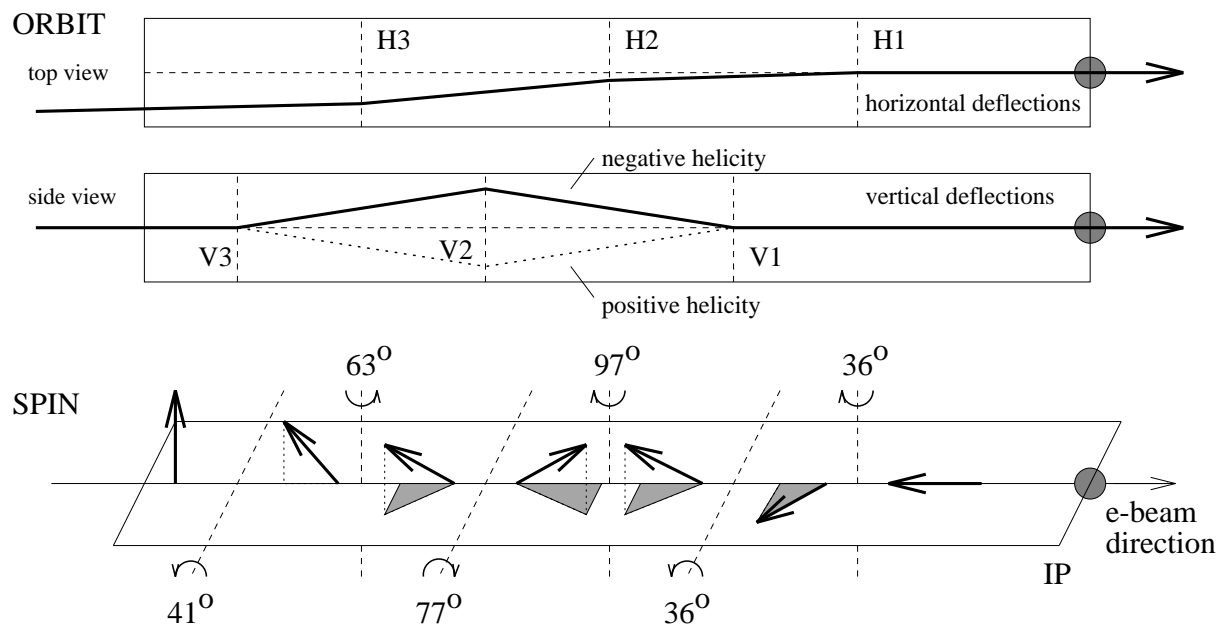 ORBIT
H3 H2 H1
top view
horizontal deflections
negative helicity
side view
vertical deflections
V3 V2 V1
positive helicity
63° 97° 36°
SPIN
e-beam
direction
IP
41° 77° 36°